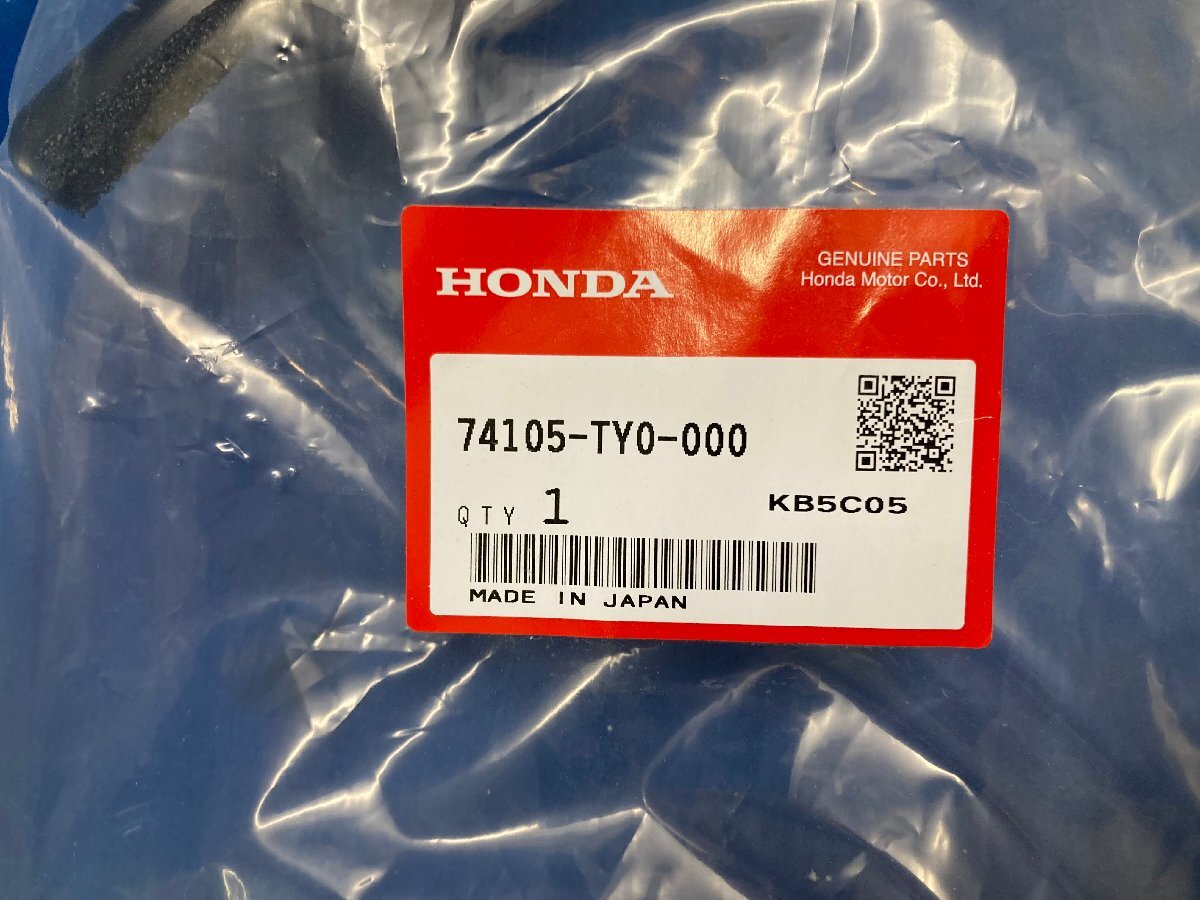 HONDA
GENUINE PARTS
Honda Motor Co., Ltd.
74105-TY0-000
QTY 1
KB5C05
MADE IN JAPAN